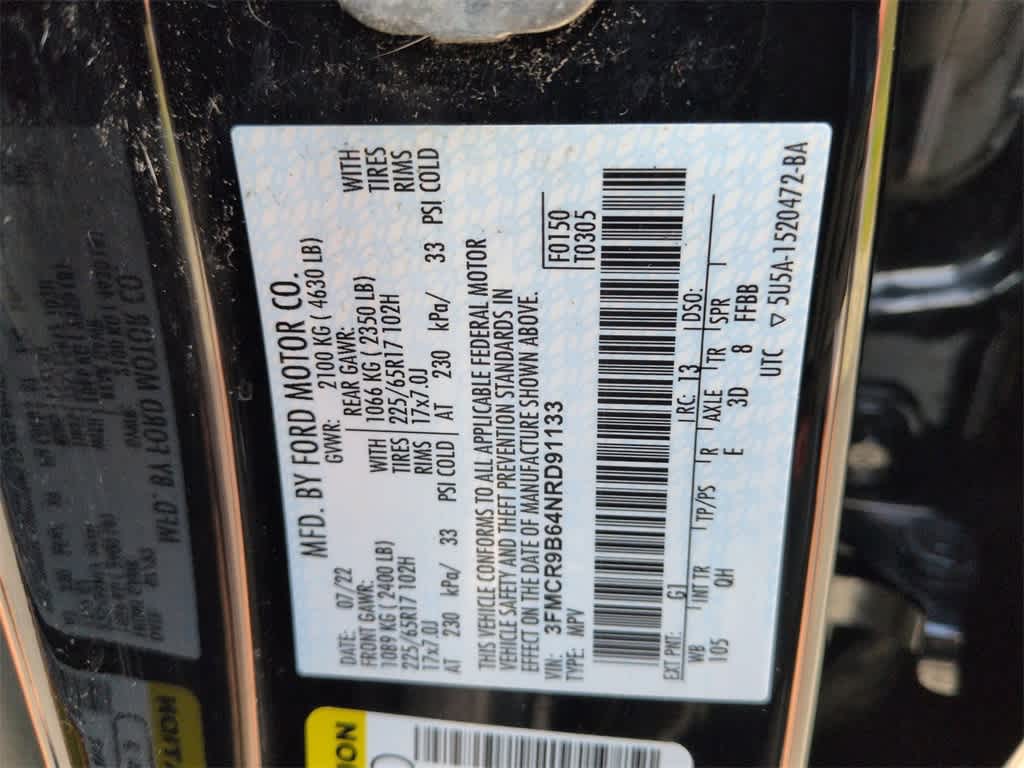 MFD. BY FORD MOTOR CO.
DATE: 07/22 GVWR: 2100 KG ( 4630 LB)
FRONT GAWR: REAR GAWR:
1089 KG ( 2400 LB) WITH 1066 KG ( 2350 LB) WITH
225/65R17 102H TIRES 225/65R17 102H TIRES
17x7.0J RIMS 17x7.0J RIMS
AT 230 kPa/ 33 PSI COLD AT 230 kPa/ 33 PSI COLD
THIS VEHICLE CONFORMS TO ALL APPLICABLE FEDERAL MOTOR
VEHICLE SAFETY AND THEFT PREVENTION STANDARDS IN
EFFECT ON THE DATE OF MANUFACTURE SHOWN ABOVE.
VIN: 3FMCR9B64NRD91133
TYPE: MPV
F0150
T0305
EXT PNT: G1 RC: 13 DSO:
WB INT TR TP/PS R AXLE TR SPR
105 QH E 3D 8 FFBB
UTC ▽ 5U5A-1520472-BA